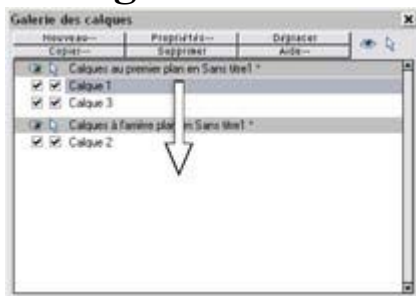 Galerie des calques
Nouveau... Propriétés... Déplacer
Copier... Supprimer Aide...
Calques au premier plan en Sans titre1 *
Calque 1
Calque 3
Calques à l'arrière plan en Sans titre1 *
Calque 2